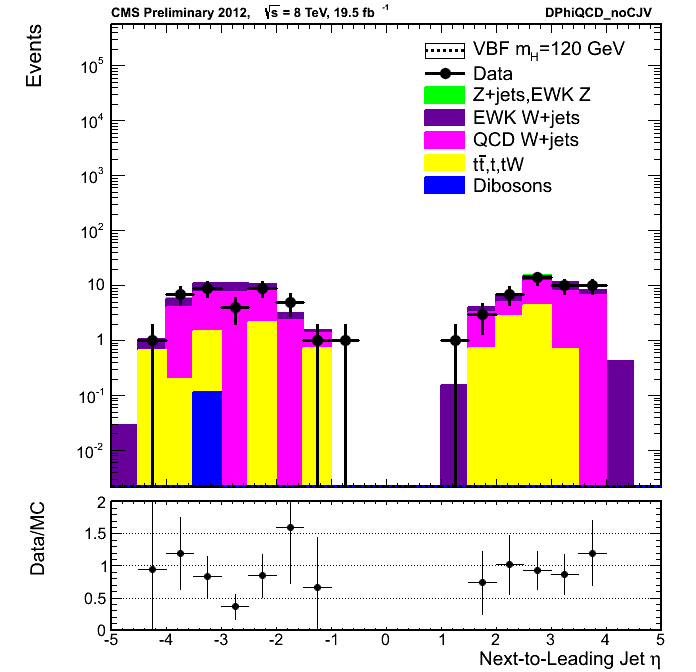 CMS Preliminary 2012, √s = 8 TeV, 19.5 fb⁻¹ DPhiQCD_noCJV
Events
VBF m_H=120 GeV
Data
Z+jets,EWK Z
EWK W+jets
QCD W+jets
tt̄,t,tW
Dibosons
10⁵
10⁴
10³
10²
10
1
10⁻¹
10⁻²
Data/MC
2
1.5
1
0.5
0
-5 -4 -3 -2 -1 0 1 2 3 4 5
Next-to-Leading Jet η